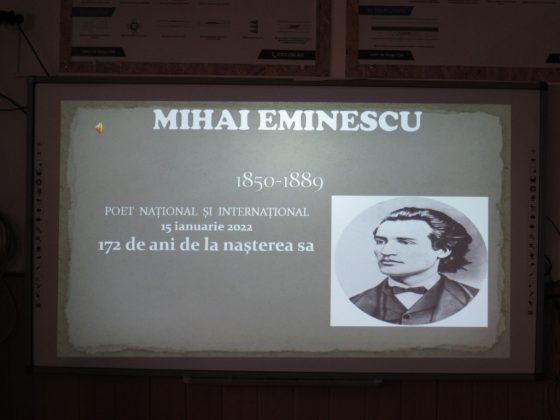 MIHAI EMINESCU
1850-1889
POET NAȚIONAL ȘI INTERNAȚIONAL
15 ianuarie 2022
172 de ani de la nașterea sa